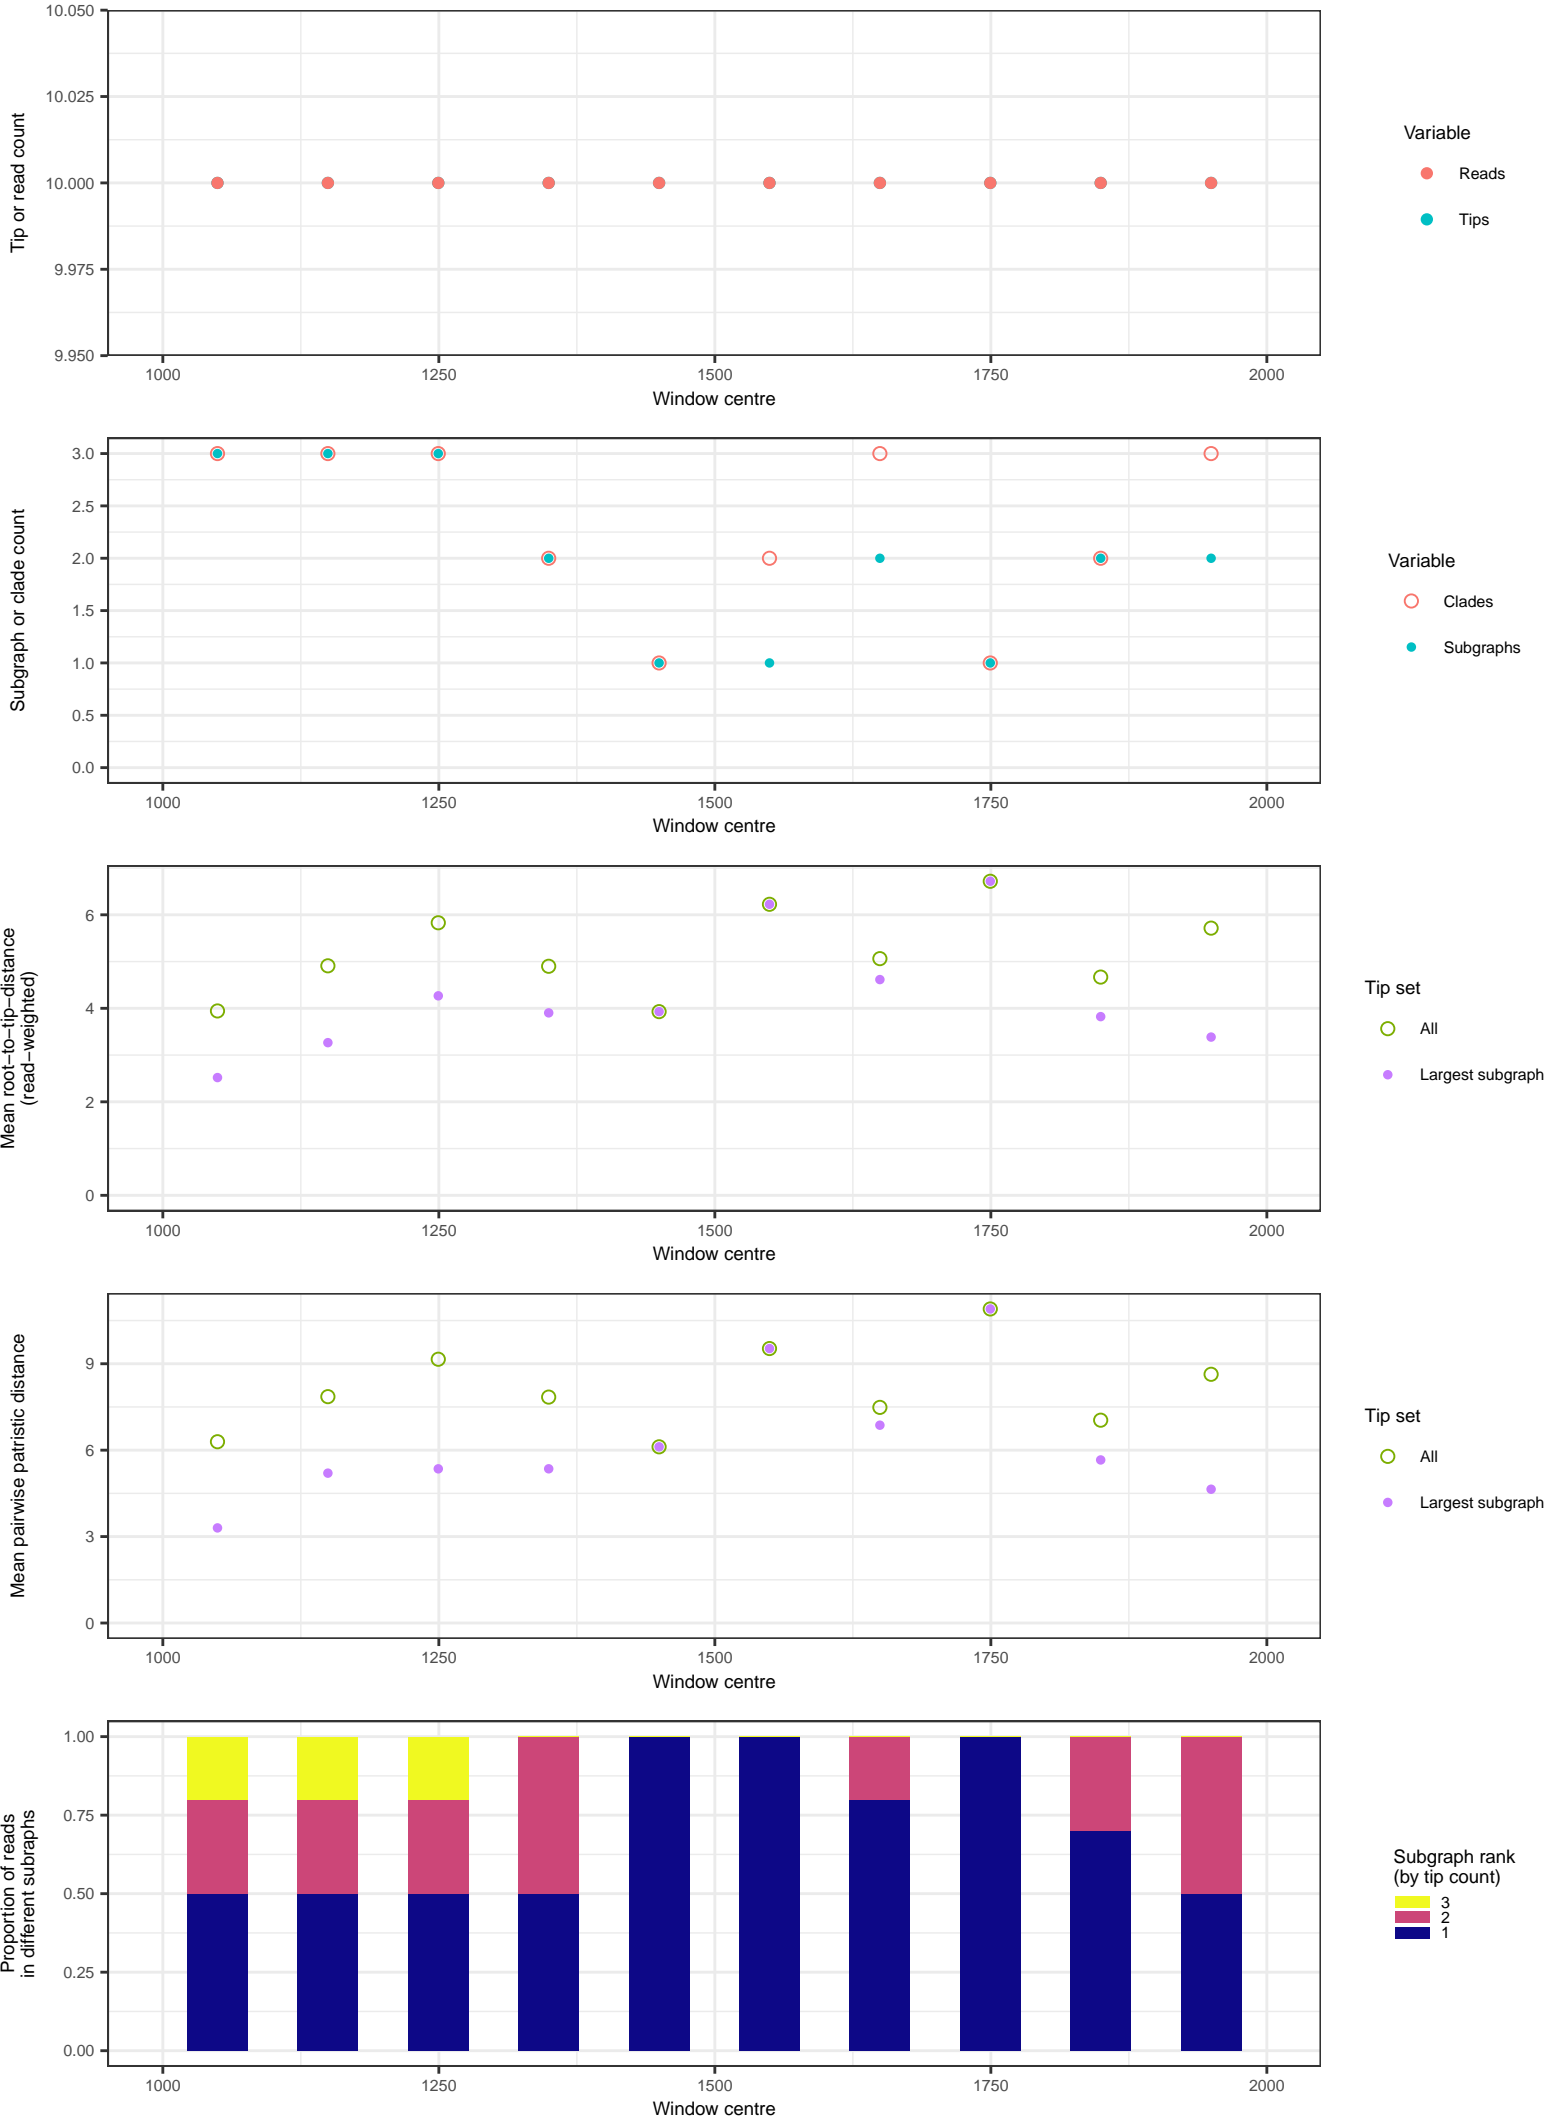 10.050
10.025
10.000
9.975
9.950
Tip or read count
1000 1250 1500 1750 2000
Window centre
Variable
Reads
Tips
3.0
2.5
2.0
1.5
1.0
0.5
0.0
Subgraph or clade count
1000 1250 1500 1750 2000
Window centre
Variable
Clades
Subgraphs
6
4
2
0
Mean root−to−tip−distance
(read−weighted)
1000 1250 1500 1750 2000
Window centre
Tip set
All
Largest subgraph
9
6
3
0
Mean pairwise patristic distance
1000 1250 1500 1750 2000
Window centre
Tip set
All
Largest subgraph
1.00
0.75
0.50
0.25
0.00
Proportion of reads
in different subraphs
1000 1250 1500 1750 2000
Window centre
Subgraph rank
(by tip count)
3
2
1